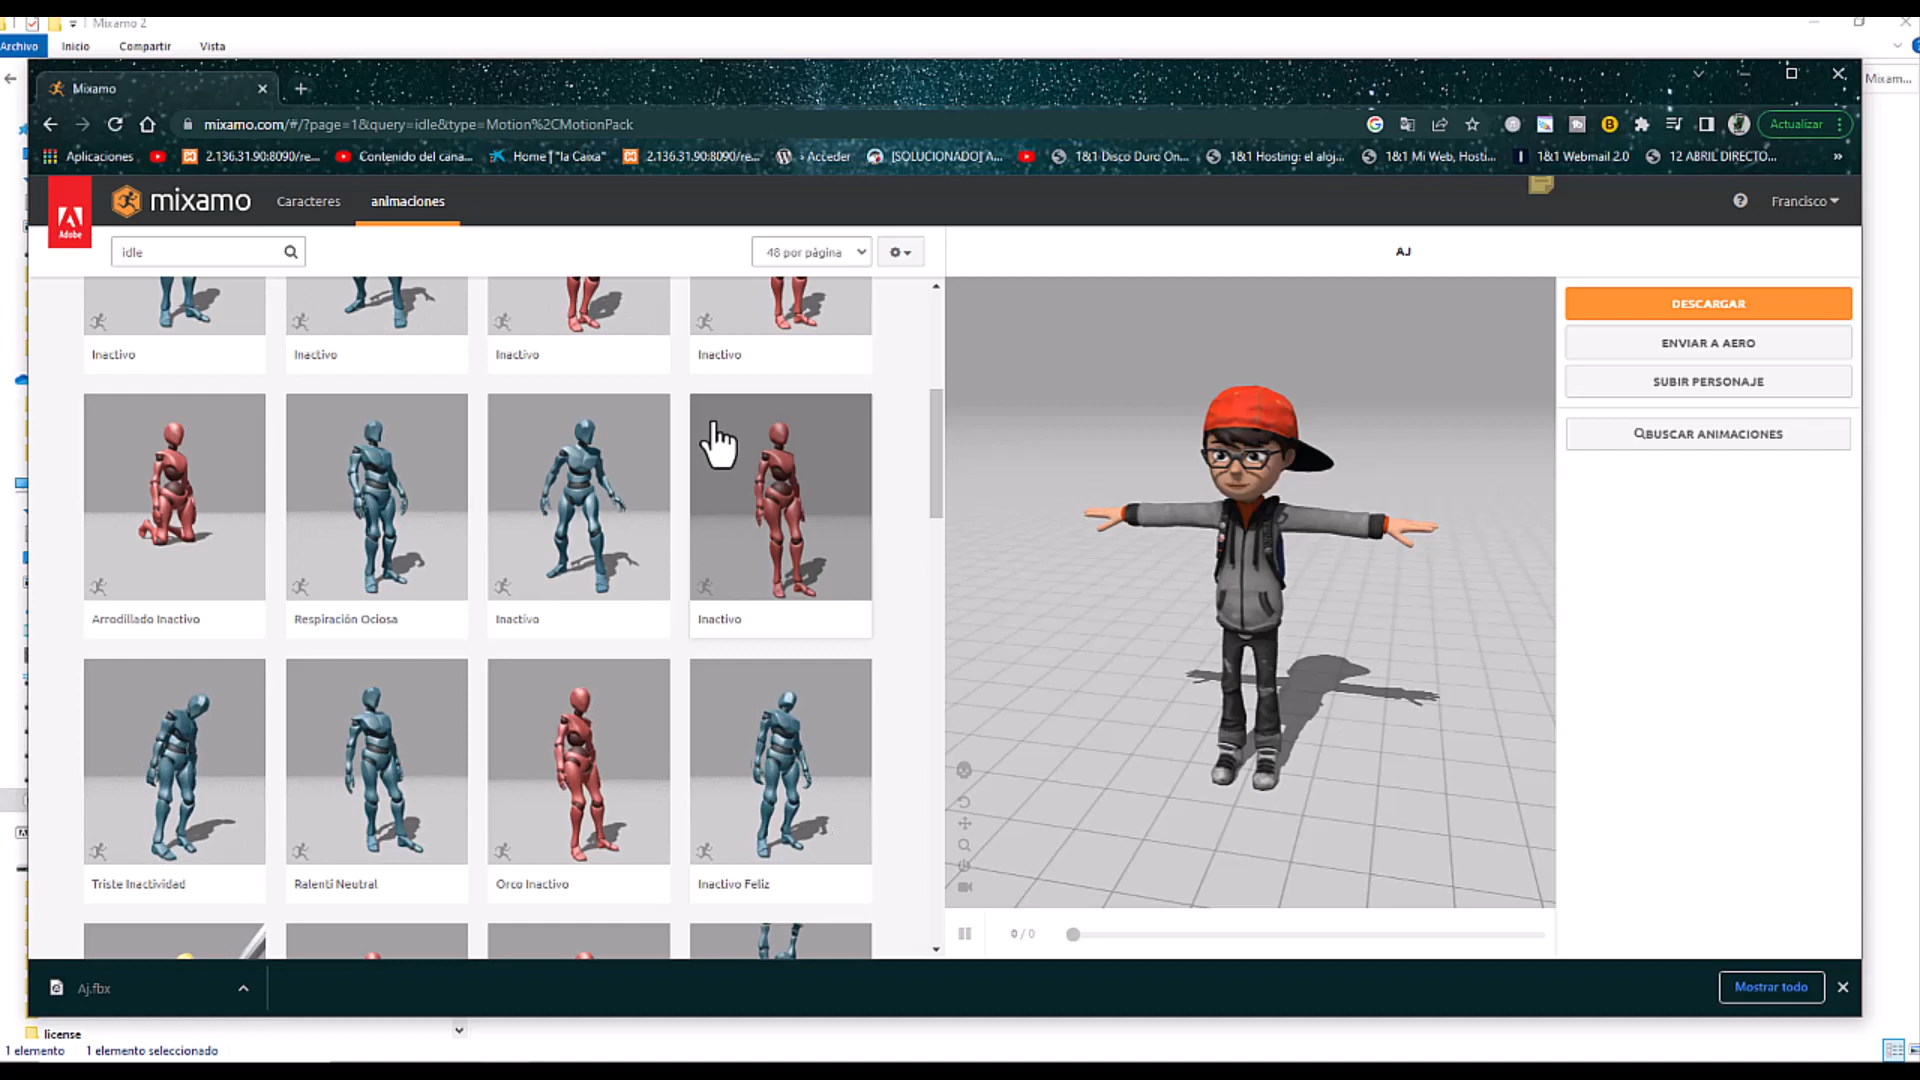 Mixamo 2
Archivo Inicio Compartir Vista
Mixamo
Mixam...
mixamo.com/#/?page=1&query=idle&type=Motion%2CMotionPack
Actualizar
Aplicaciones 2.136.31.90:8090/re... Contenido del cana... Home | "la Caixa" 2.136.31.90:8090/re... › Acceder [SOLUCIONADO] A... 1&1 Disco Duro On... 1&1 Hosting: el aloj... 1&1 Mi Web, Hosti... 1&1 Webmail 2.0 12 ABRIL DIRECTO... »
Adobe
mixamo Caracteres animaciones
Francisco
idle
48 por página
AJ
DESCARGAR
ENVIAR A AERO
SUBIR PERSONAJE
BUSCAR ANIMACIONES
Inactivo Inactivo Inactivo Inactivo
Arrodillado Inactivo Respiración Ociosa Inactivo Inactivo
Triste Inactividad Ralentí Neutral Orco Inactivo Inactivo Feliz
0 / 0
Aj.fbx
Mostrar todo
license
1 elemento 1 elemento seleccionado